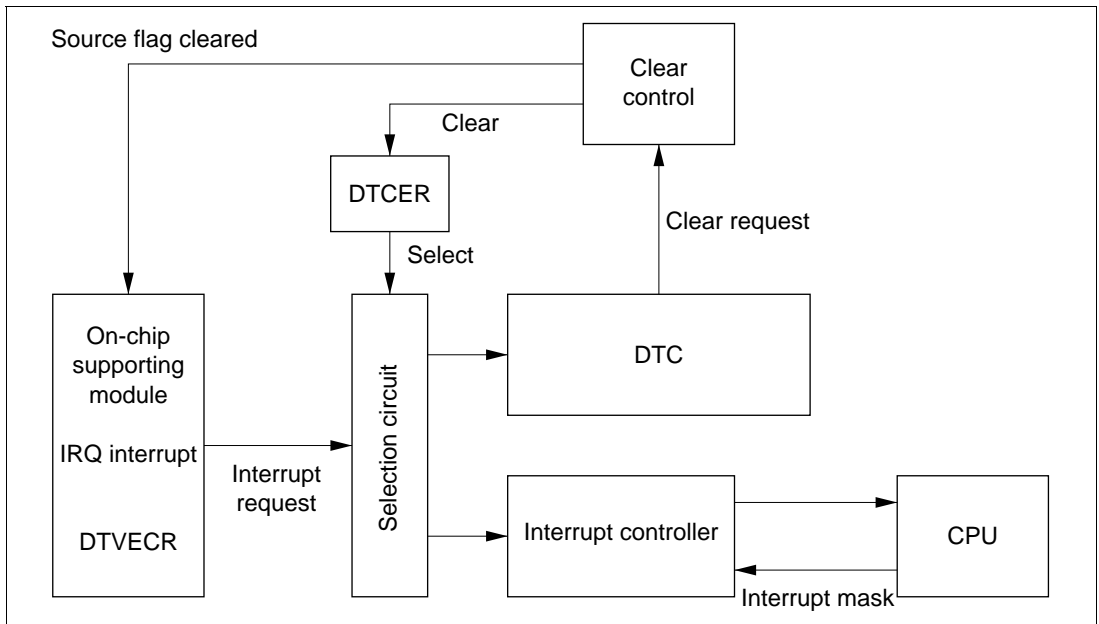 Source flag cleared
Clear
control
Clear
DTCER
Clear request
Select
On-chip
supporting
module
IRQ interrupt
DTVECR
Interrupt
request
Selection circuit
DTC
Interrupt controller
CPU
Interrupt mask